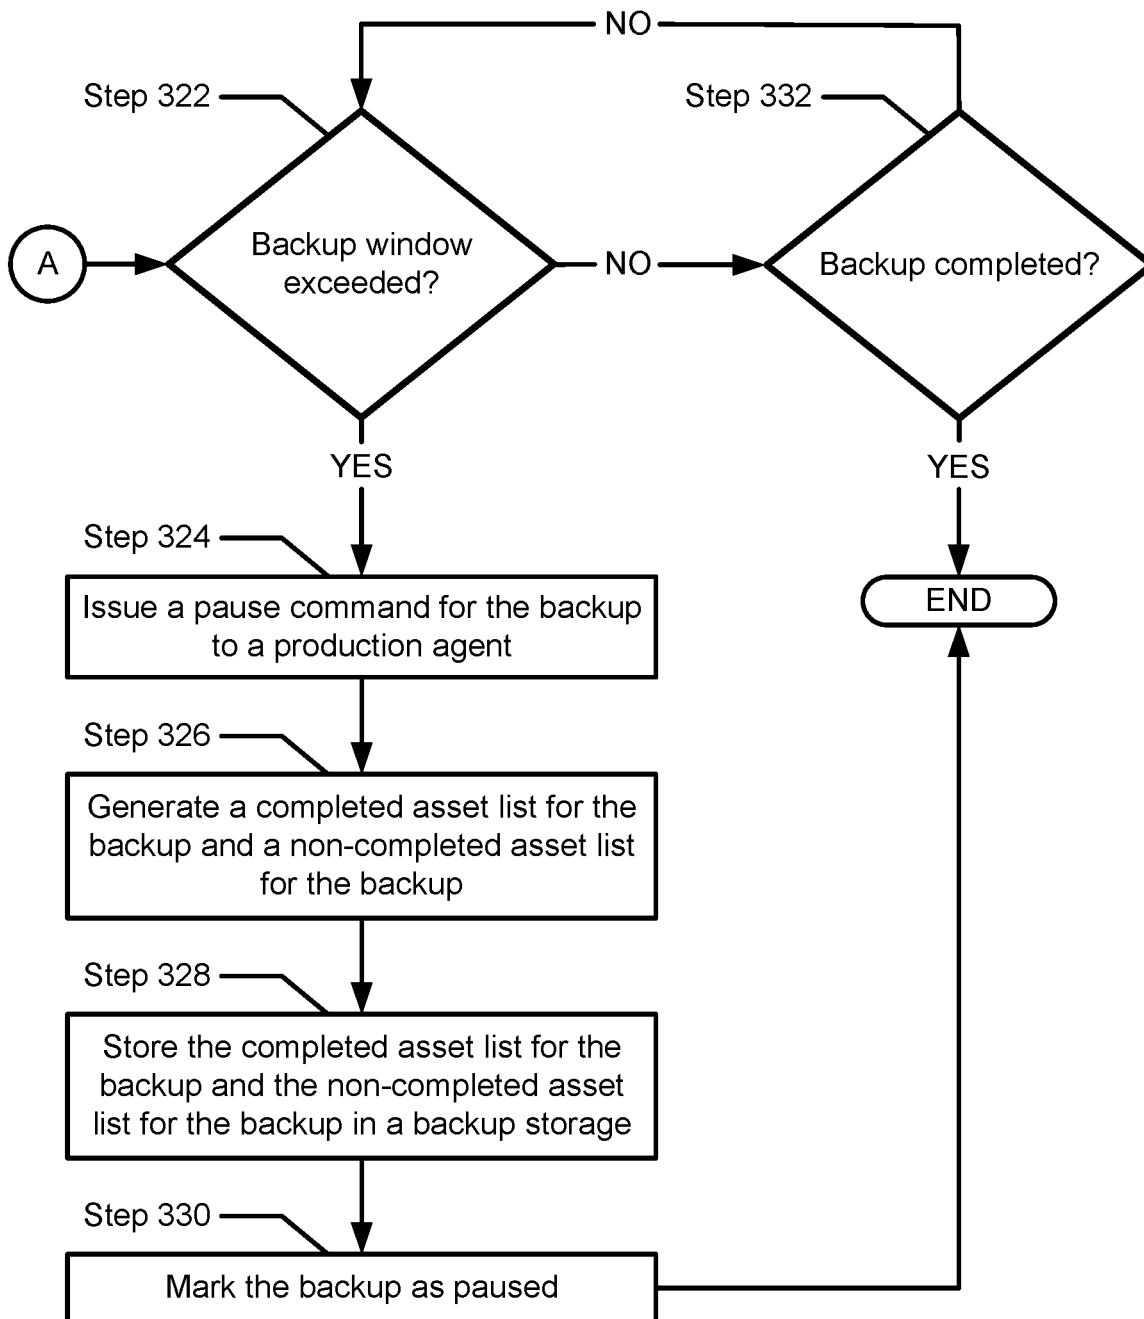 NO
Step 322
Step 332
A
Backup window
exceeded?
NO
Backup completed?
YES
YES
Step 324
Issue a pause command for the backup
to a production agent
END
Step 326
Generate a completed asset list for the
backup and a non-completed asset list
for the backup
Step 328
Store the completed asset list for the
backup and the non-completed asset
list for the backup in a backup storage
Step 330
Mark the backup as paused